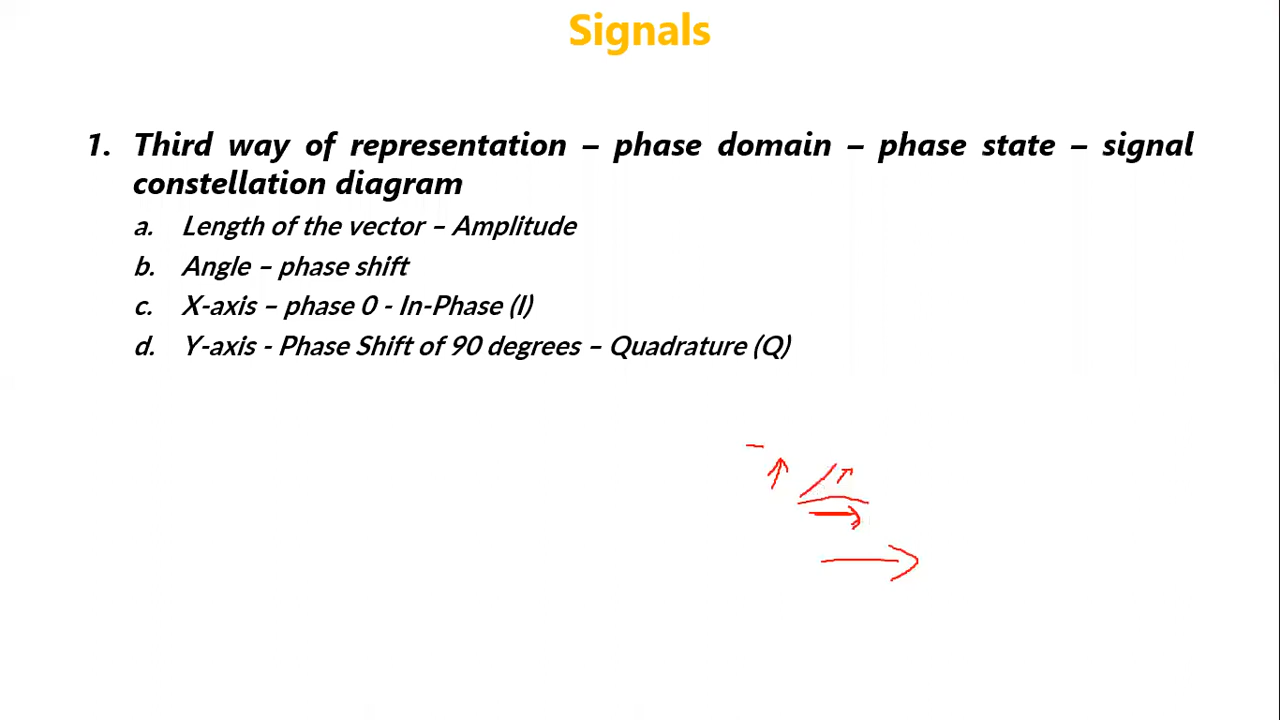 Signals
1. Third way of representation – phase domain – phase state – signal
constellation diagram
a. Length of the vector – Amplitude
b. Angle – phase shift
c. X-axis – phase 0 - In-Phase (I)
d. Y-axis - Phase Shift of 90 degrees – Quadrature (Q)